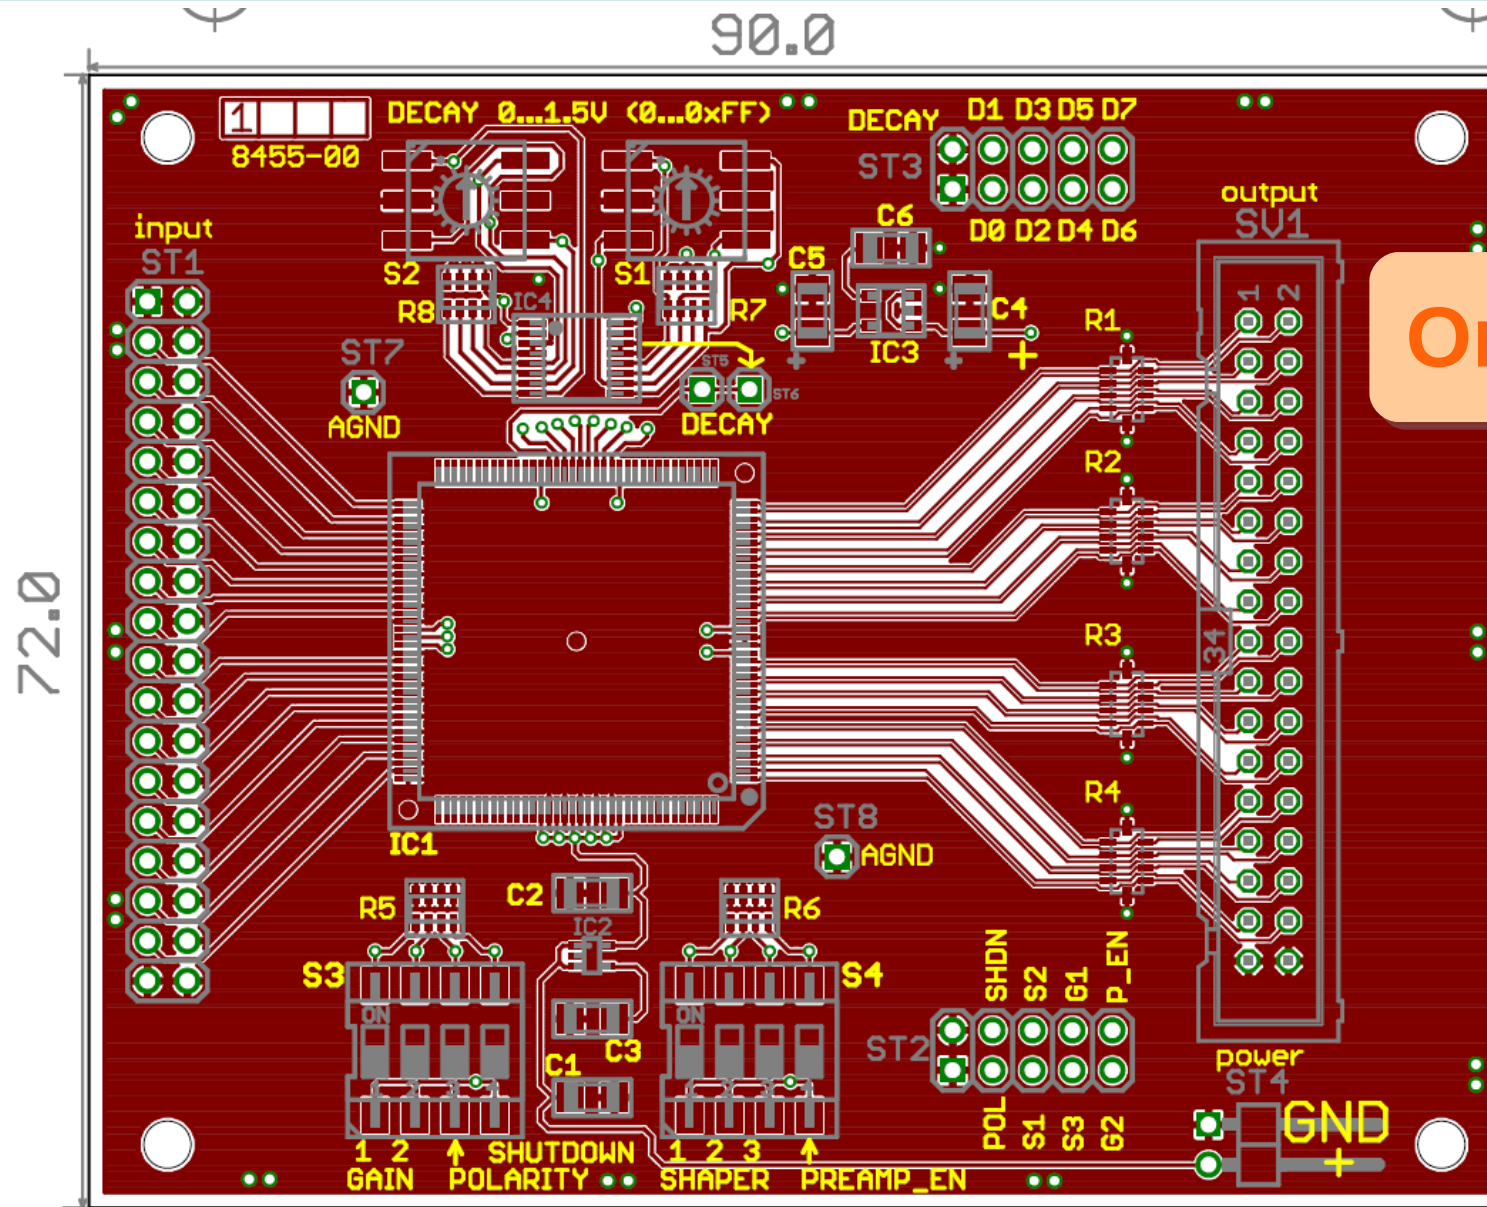 90.0
1
DECAY 0...1.5V (0...0xFF)
8455-00
DECAY
D1 D3 D5 D7
ST3
D0 D2 D4 D6
input
ST1
output
SV1
S2
S1
R8
IC4
R7
C6
C5
C4
IC3
+
+
+
1 2
R1
Or
ST7
AGND
ST5
ST6
DECAY
R2
72.0
R3
34
R4
IC1
ST8
AGND
R5
C2
IC2
R6
S3
S4
ON
ON
C3
C1
SHDN
S2
G1
P_EN
ST2
POL
S1
S3
G2
power
ST4
GND
+
1 2
SHUTDOWN
1 2 3
GAIN
POLARITY
SHAPER
PREAMP_EN